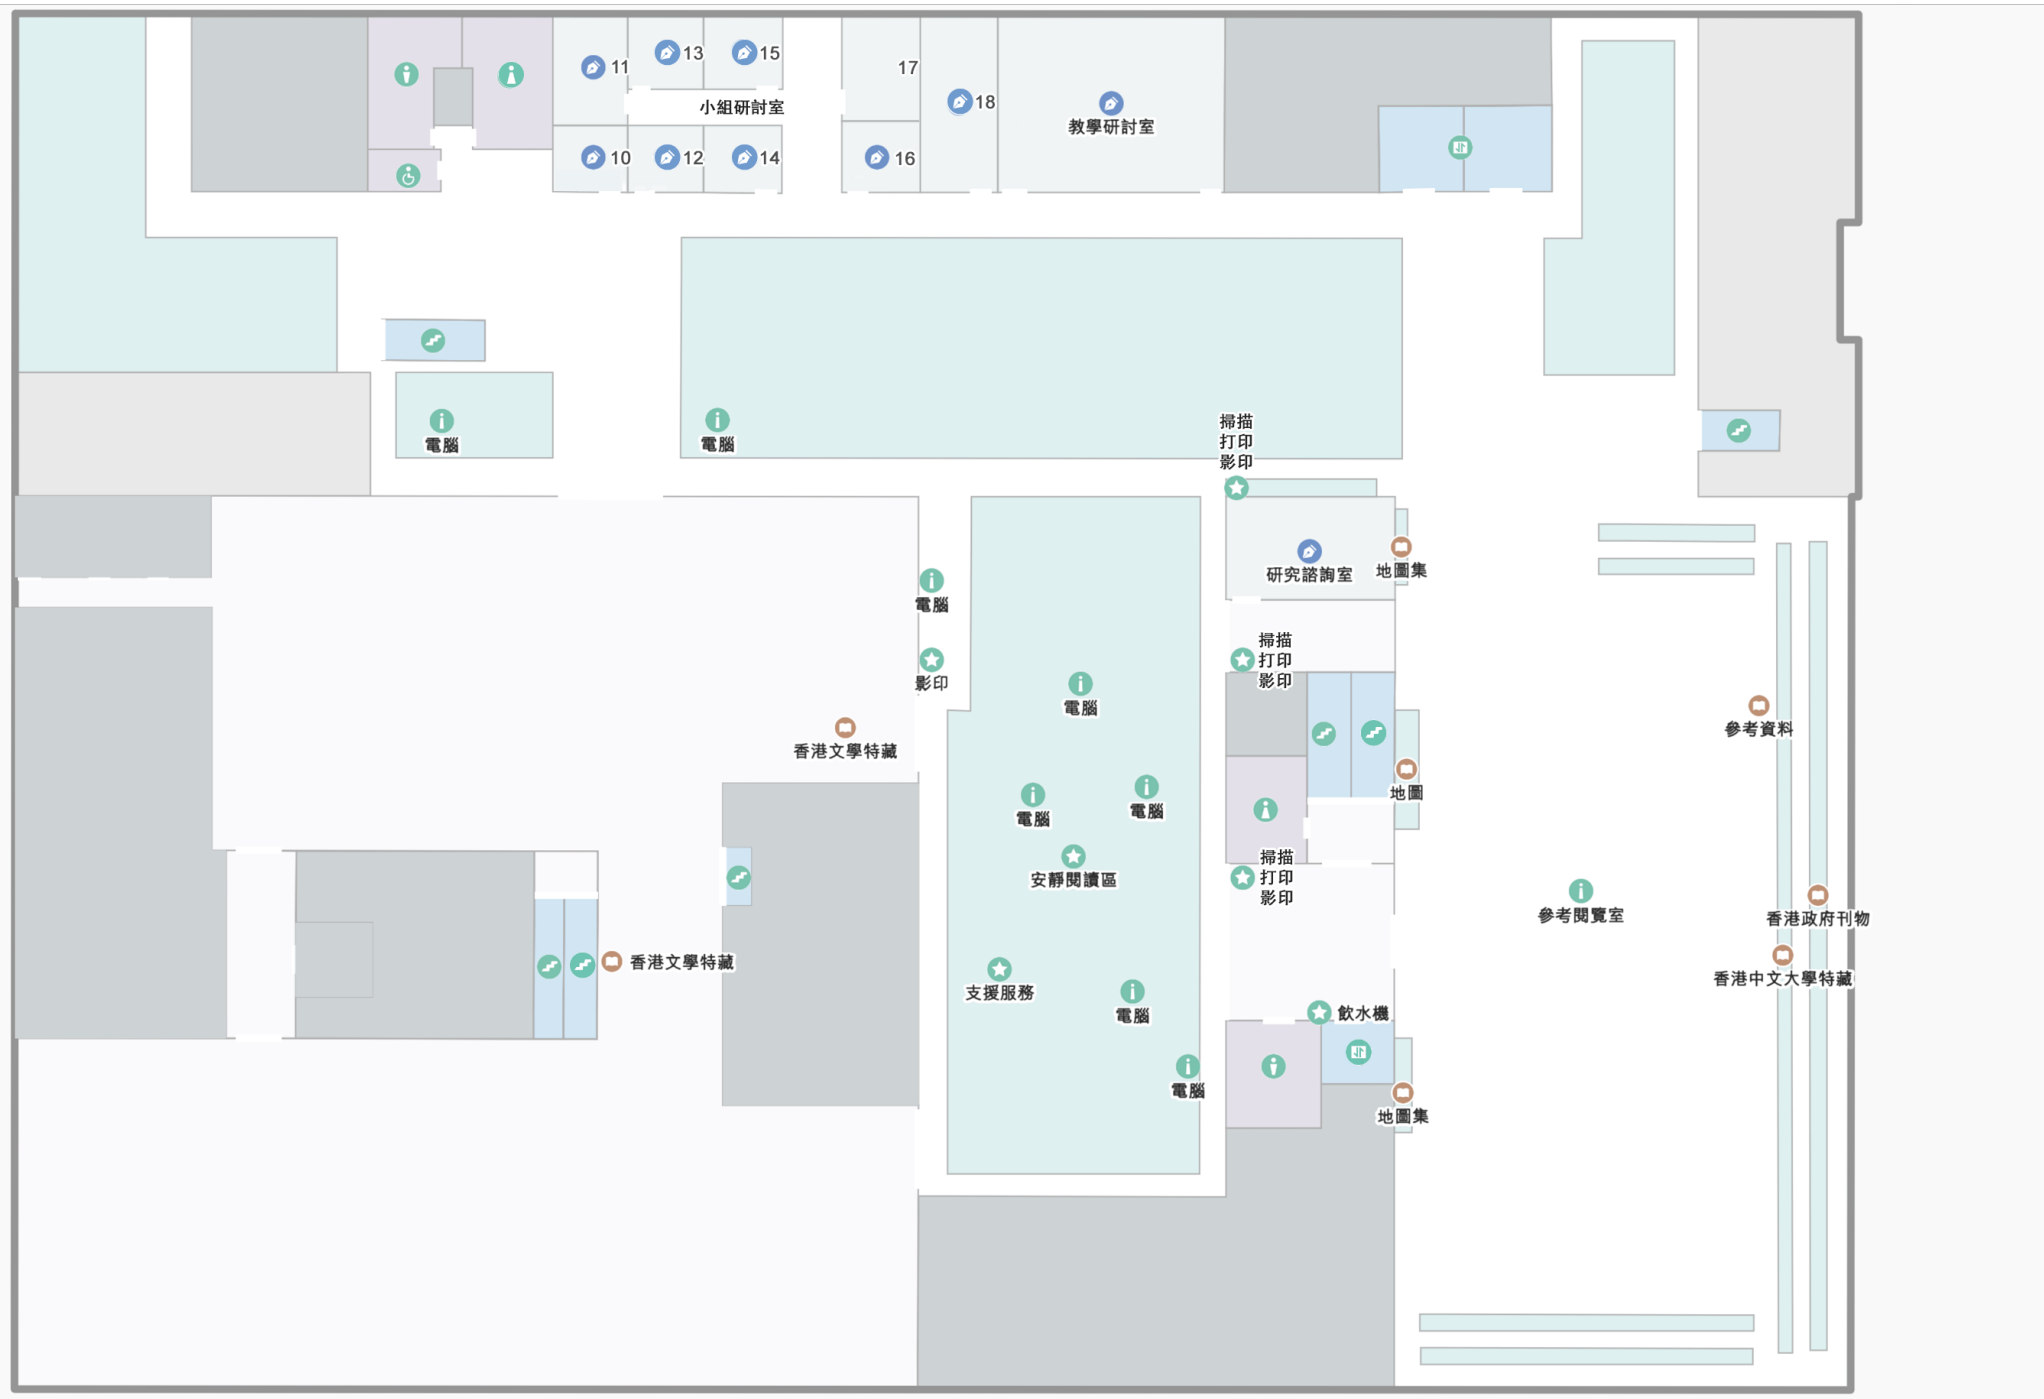 11
13
15
17
18
小組研討室
教學研討室
10
12
14
16
電腦
電腦
掃描
打印
影印
研究諮詢室
地圖集
電腦
影印
掃描
打印
影印
電腦
香港文學特藏
參考資料
電腦
電腦
地圖
安靜閱讀區
掃描
打印
影印
參考閱覽室
香港政府刊物
香港文學特藏
香港中文大學特藏
支援服務
電腦
飲水機
電腦
地圖集